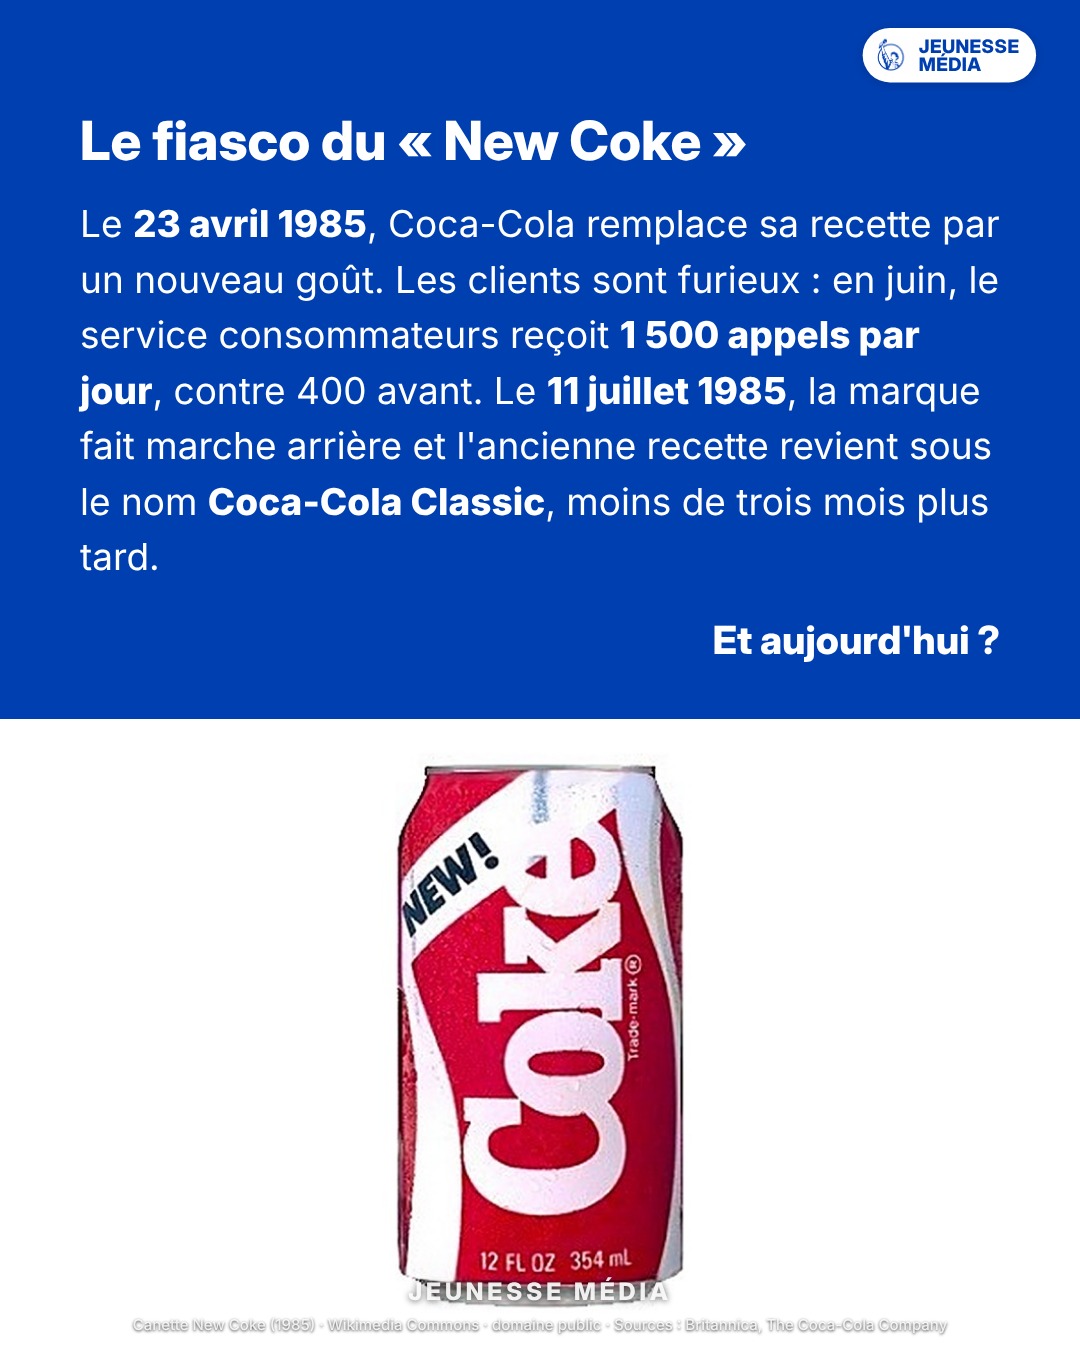 JEUNESSE
MÉDIA
Le fiasco du « New Coke »
Le 23 avril 1985, Coca-Cola remplace sa recette par
un nouveau goût. Les clients sont furieux : en juin, le
service consommateurs reçoit 1 500 appels par
jour, contre 400 avant. Le 11 juillet 1985, la marque
fait marche arrière et l'ancienne recette revient sous
le nom Coca-Cola Classic, moins de trois mois plus
tard.
Et aujourd'hui ?
NEW!
Coke
Trade-mark ®
12 FL OZ 354 mL
JEUNESSE MÉDIA
Canette New Coke (1985) · Wikimedia Commons · domaine public · Sources : Britannica, The Coca-Cola Company